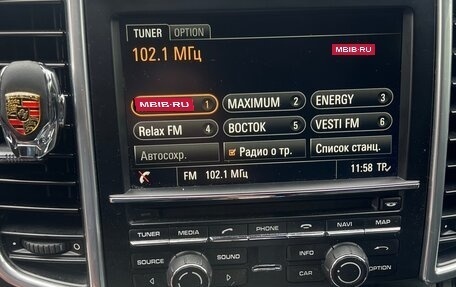 TUNER OPTION
102.1 МГц MBIB-RU
MBIB-RU 1 MAXIMUM 2 ENERGY 3
Relax FM 4 ВОСТОК 5 VESTI FM 6
Автосохр. Радио о тр. Список станц.
FM 102.1 МГц 11:58 TP
TUNER MEDIA PHONE NAVI MAP
SOURCE SOUND INFO
CAR OPTION